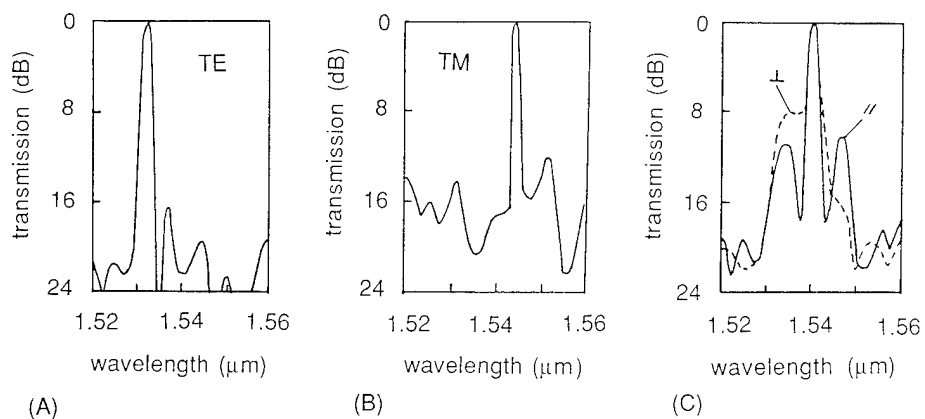 0
8
16
24
transmission (dB)
TE
1.52
1.54
1.56
wavelength (μm)
(A)
0
8
16
24
transmission (dB)
TM
1.52
1.54
1.56
wavelength (μm)
(B)
0
8
16
24
transmission (dB)
⊥
//
1.52
1.54
1.56
wavelength (μm)
(C)